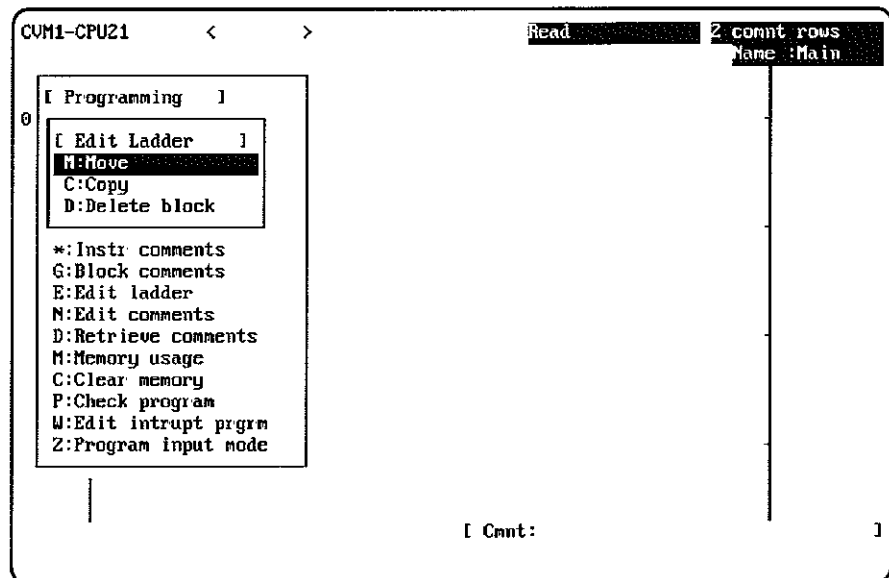 CVM1-CPU21 < > Read 2 comnt rows
Name :Main
[ Programming ]
0
[ Edit Ladder ]
M:Move
C:Copy
D:Delete block
*:Instr comments
G:Block comments
E:Edit ladder
N:Edit comments
D:Retrieve comments
M:Memory usage
C:Clear memory
P:Check program
W:Edit intrupt prgrm
Z:Program input mode
[ Cmnt: ]